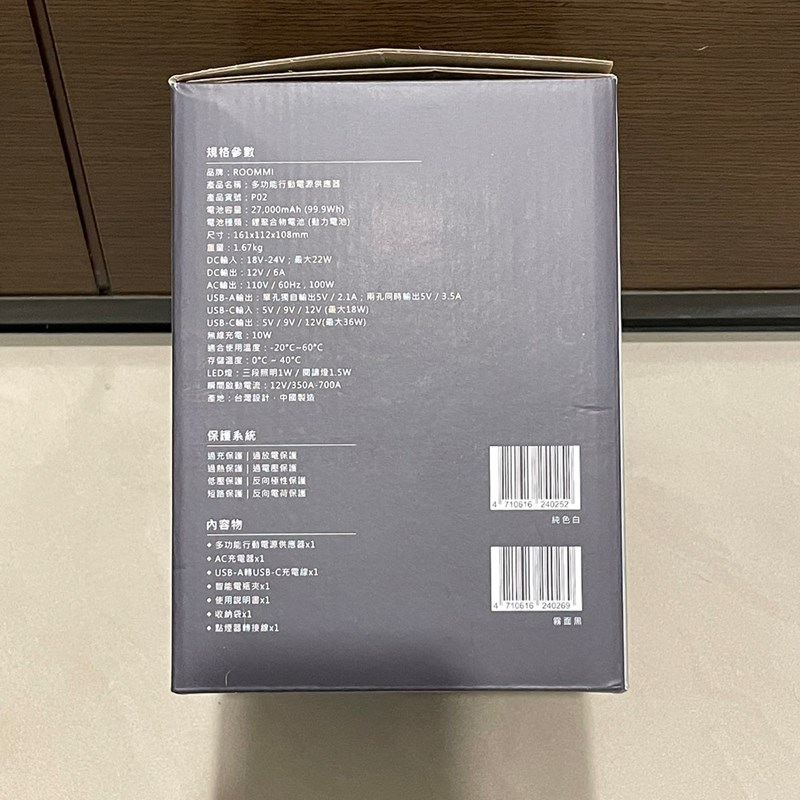 規格參數
品牌：ROOMMI
產品名稱：多功能行動電源供應器
產品貨號：P02
電池容量：27,000mAh (99.9Wh)
電池種類：鋰聚合物電池 (動力電池)
尺寸：161x112x108mm
重量：1.67kg
DC輸入：18V-24V；最大22W
DC輸出：12V / 6A
AC輸出：110V / 60Hz , 100W
USB-A輸出：單孔獨自輸出5V / 2.1A；兩孔同時輸出5V / 3.5A
USB-C輸入：5V / 9V / 12V (最大18W)
USB-C輸出：5V / 9V / 12V(最大36W)
無線充電：10W
適合使用溫度：-20°C~60°C
存儲溫度：0°C ~ 40°C
LED燈：三段照明1W / 閱讀燈1.5W
瞬間啟動電流：12V/350A-700A
產地：台灣設計 · 中國製造
保護系統
過充保護 | 過放電保護
過熱保護 | 過電壓保護
低壓保護 | 反向極性保護
短路保護 | 反向電荷保護
內容物
• 多功能行動電源供應器x1
• AC充電器x1
• USB-A轉USB-C充電線x1
• 智能電瓶夾x1
• 使用說明書x1
• 收納袋x1
• 點煙器轉接線x1
4 710616 240252
純色白
4 710616 240269
霧面黑